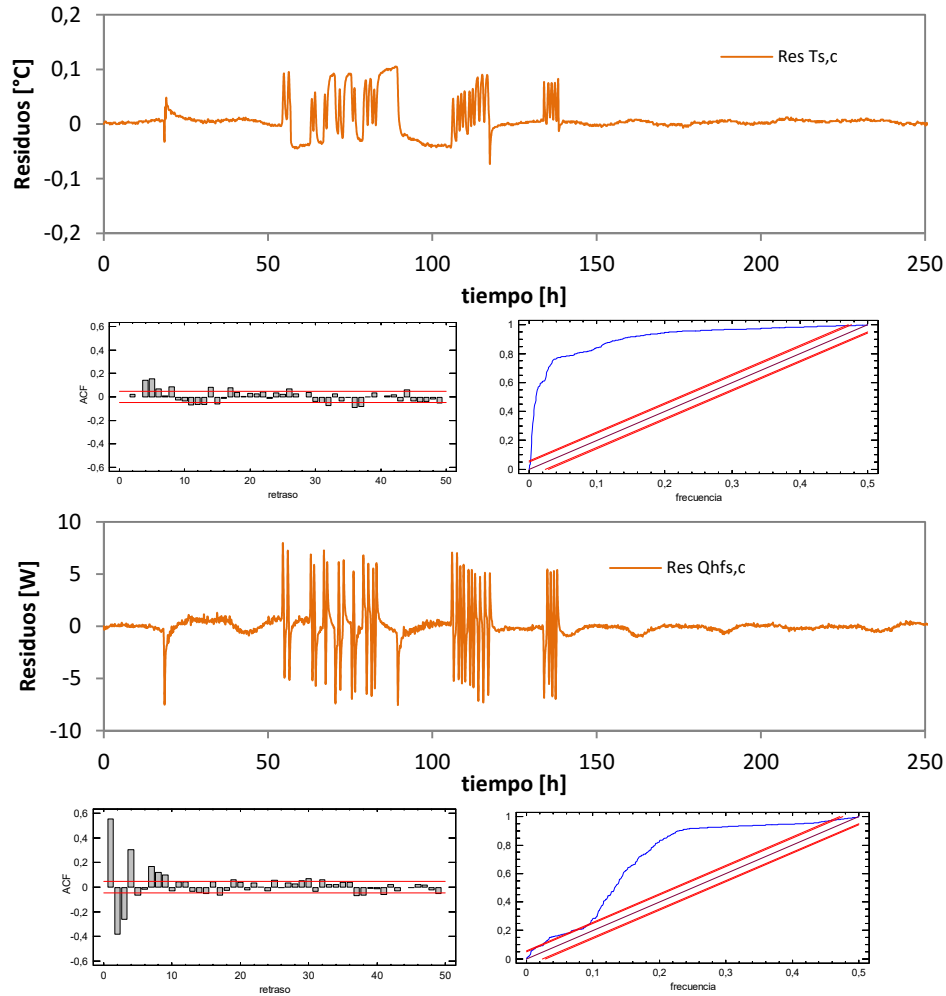 0,2
0,1
0
-0,1
-0,2
Residuos [°C]
Res Ts,c
0 50 100 150 200 250
tiempo [h]
0,6
0,4
0,2
0
-0,2
-0,4
-0,6
ACF
0 10 20 30 40 50
retraso
1
0,8
0,6
0,4
0,2
0
0 0,1 0,2 0,3 0,4 0,5
frecuencia
10
5
0
-5
-10
Residuos [W]
Res Qhfs,c
0 50 100 150 200 250
tiempo [h]
0,6
0,4
0,2
0
-0,2
-0,4
-0,6
ACF
0 10 20 30 40 50
retraso
1
0,8
0,6
0,4
0,2
0
0 0,1 0,2 0,3 0,4 0,5
frecuencia